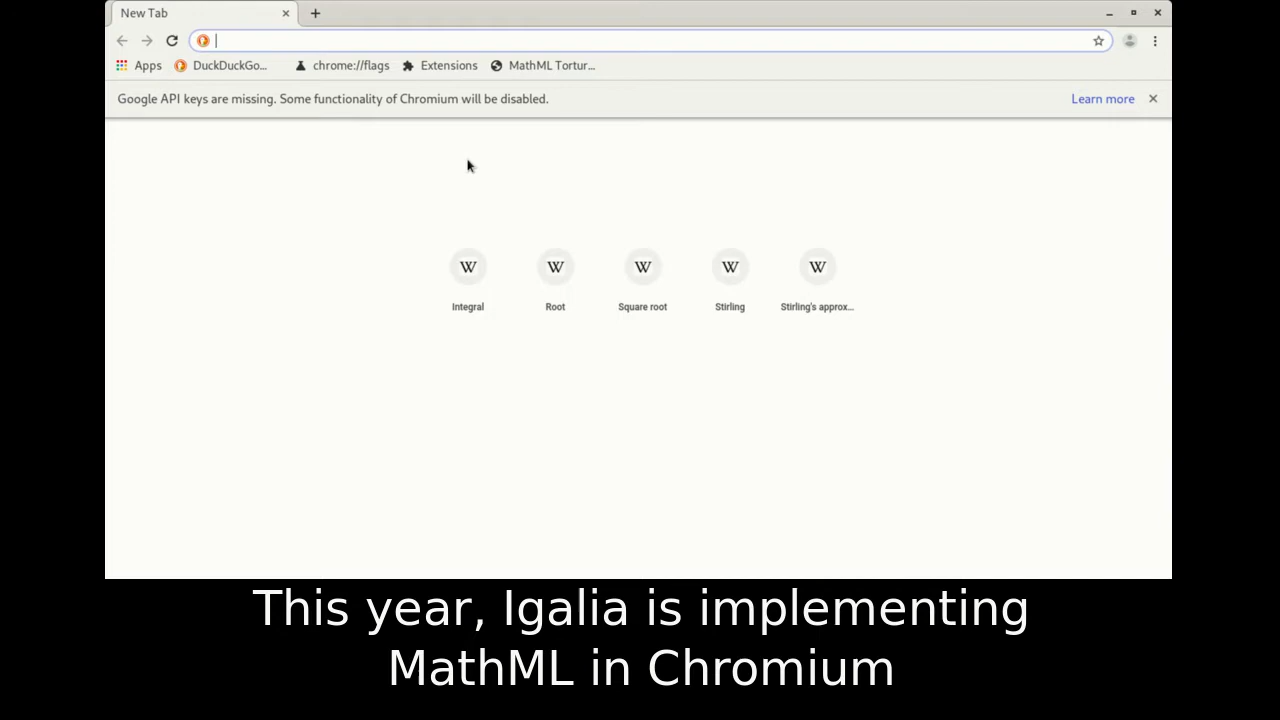 New Tab
Apps DuckDuckGo... chrome://flags Extensions MathML Tortur...
Google API keys are missing. Some functionality of Chromium will be disabled. Learn more
W W W W W
Integral Root Square root Stirling Stirling's approx...
This year, Igalia is implementing
MathML in Chromium